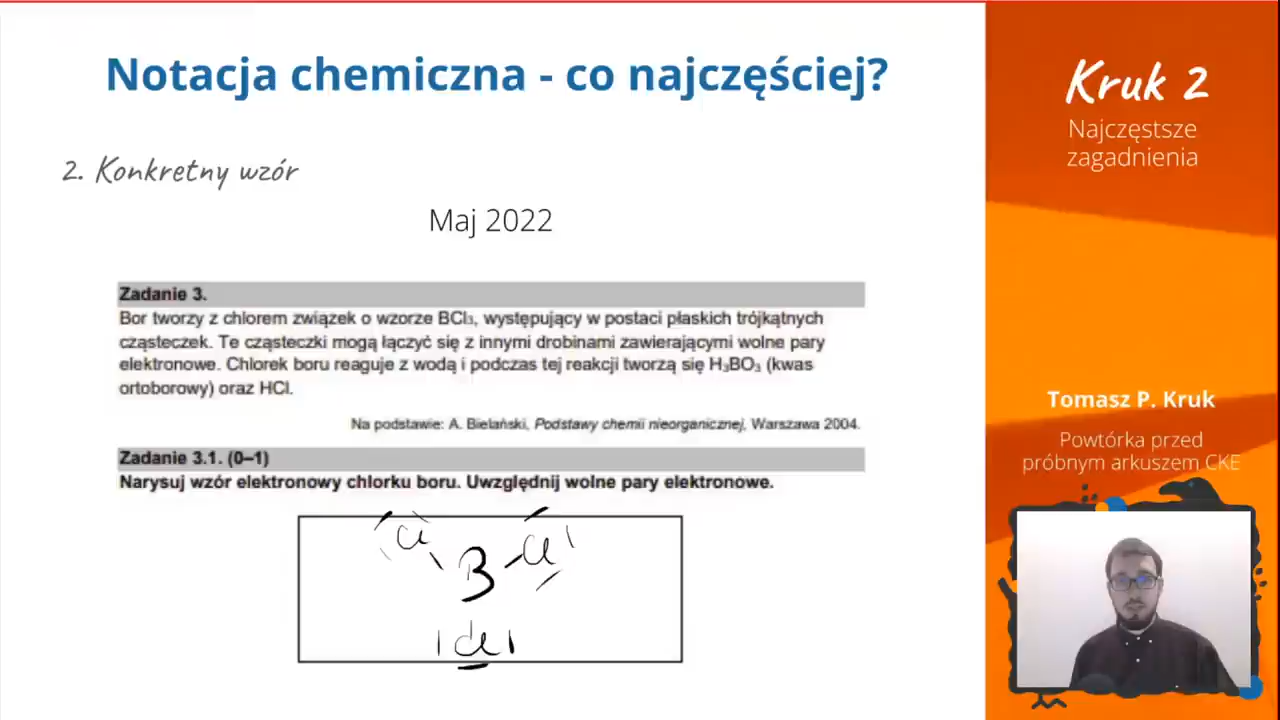 Notacja chemiczna - co najczęściej?
2. Konkretny wzór
Maj 2022
Zadanie 3.
Bor tworzy z chlorem związek o wzorze BCl₃, występujący w postaci płaskich trójkątnych
cząsteczek. Te cząsteczki mogą łączyć się z innymi drobinami zawierającymi wolne pary
elektronowe. Chlorek boru reaguje z wodą i podczas tej reakcji tworzą się H₃BO₃ (kwas
ortoborowy) oraz HCl.
Na podstawie: A. Bielański, Podstawy chemii nieorganicznej, Warszawa 2004.
Zadanie 3.1. (0–1)
Narysuj wzór elektronowy chlorku boru. Uwzględnij wolne pary elektronowe.
Cl Cl
B
Cl
Kruk 2
Najczęstsze
zagadnienia
Tomasz P. Kruk
Powtórka przed
próbnym arkuszem CKE